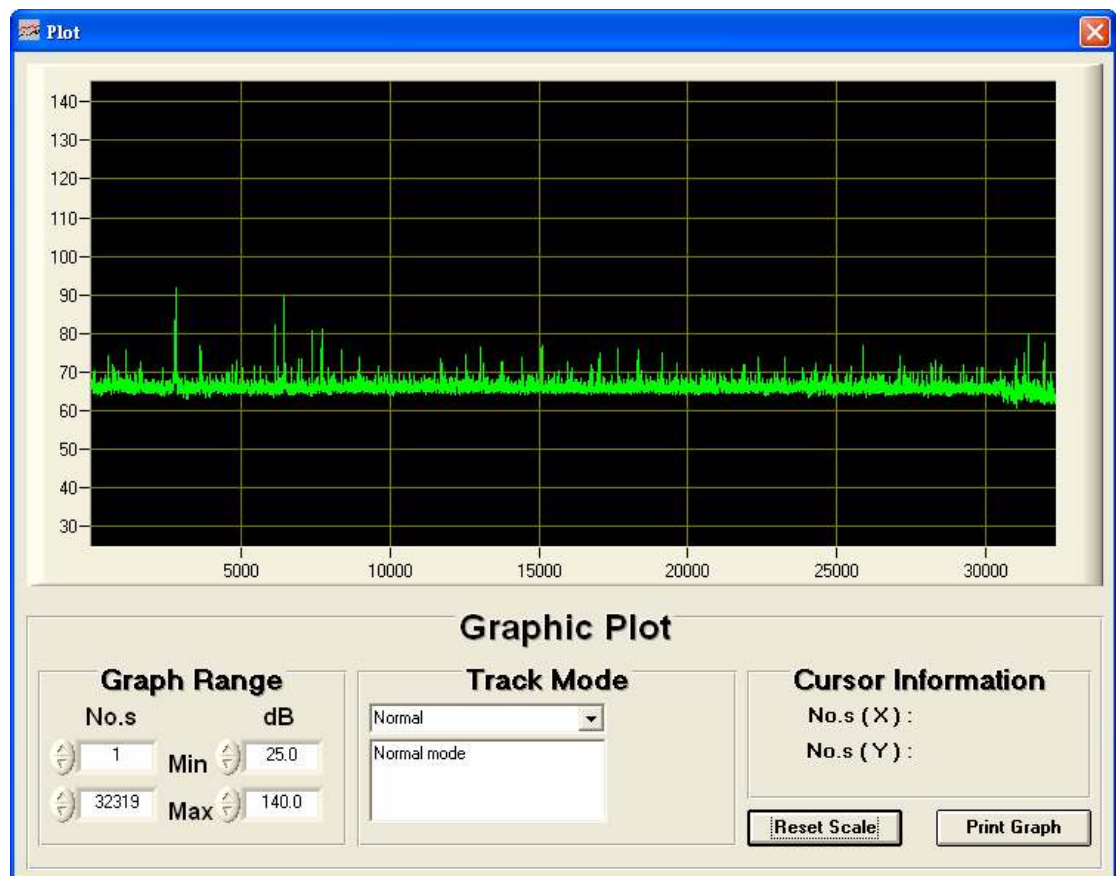 Plot
140
130
120
110
100
90
80
70
60
50
40
30
5000 10000 15000 20000 25000 30000
Graphic Plot
Graph Range
No.s dB
1 Min 25.0
32319 Max 140.0
Track Mode
Normal
Normal mode
Cursor Information
No.s (X) :
No.s (Y) :
Reset Scale Print Graph